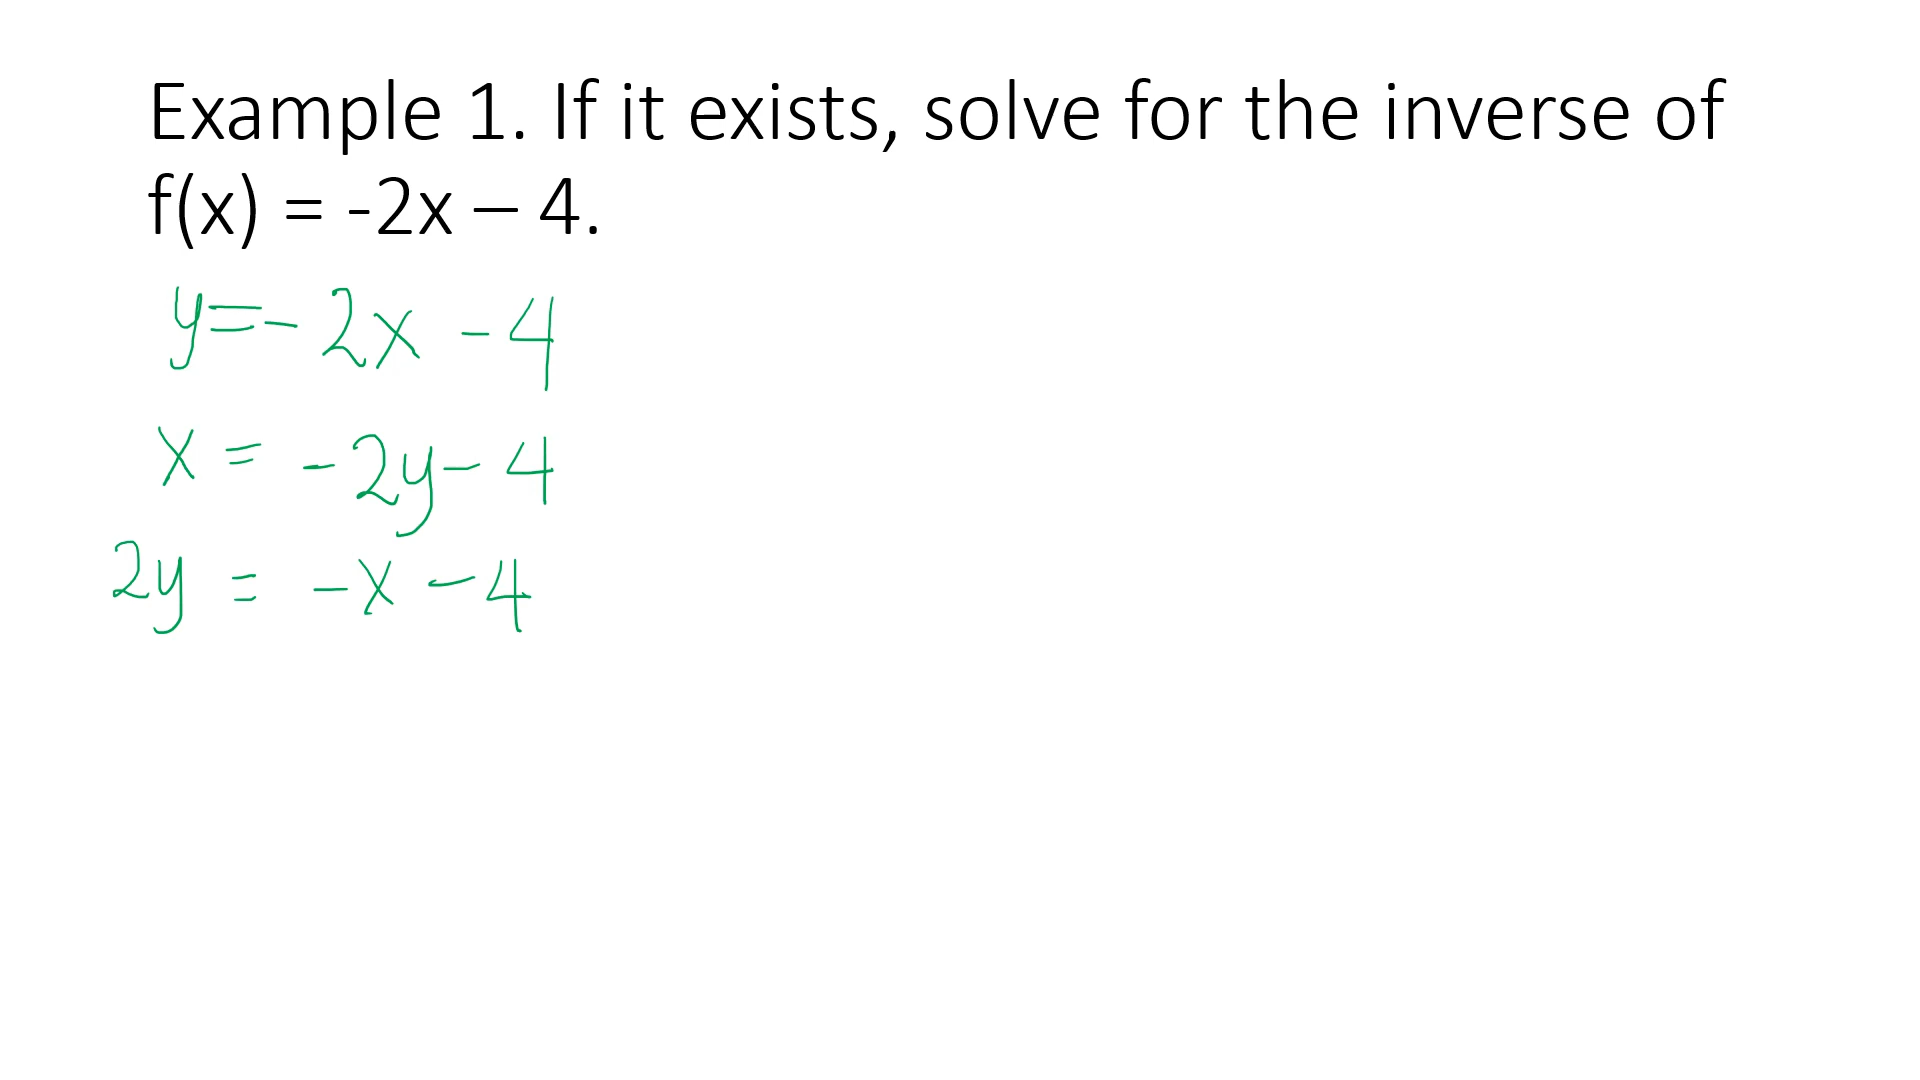 Example 1. If it exists, solve for the inverse of
f(x) = -2x – 4.
y=-2x-4
x = -2y-4
2y = -x-4